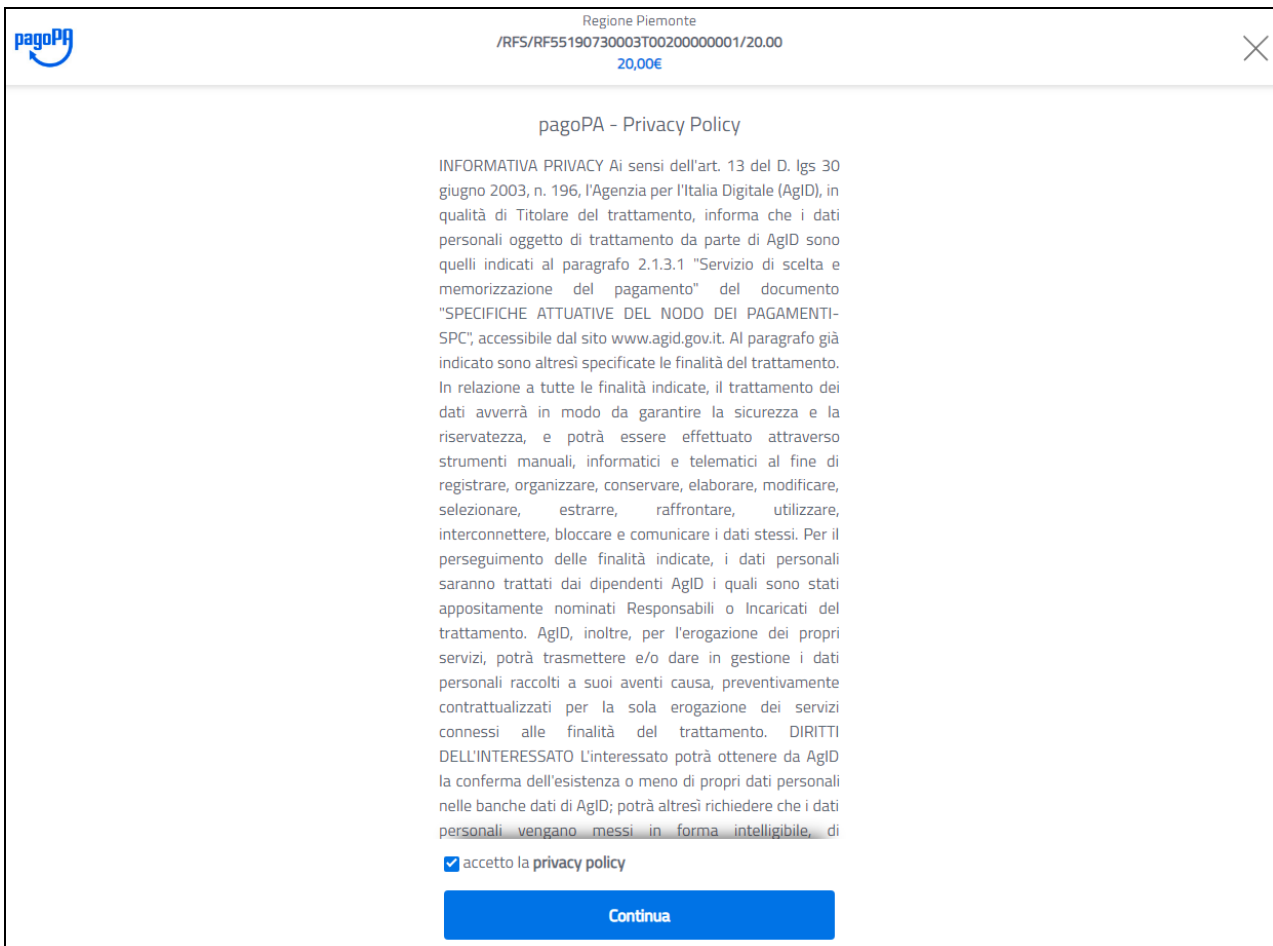 pagoPA
Regione Piemonte
/RFS/RF55190730003T00200000001/20.00
20,00€
pagoPA - Privacy Policy
INFORMATIVA PRIVACY Ai sensi dell'art. 13 del D. lgs 30
giugno 2003, n. 196, l'Agenzia per l'Italia Digitale (AgID), in
qualità di Titolare del trattamento, informa che i dati
personali oggetto di trattamento da parte di AgID sono
quelli indicati al paragrafo 2.1.3.1 "Servizio di scelta e
memorizzazione del pagamento" del documento
"SPECIFICHE ATTUATIVE DEL NODO DEI PAGAMENTI-
SPC", accessibile dal sito www.agid.gov.it. Al paragrafo già
indicato sono altresì specificate le finalità del trattamento.
In relazione a tutte le finalità indicate, il trattamento dei
dati avverrà in modo da garantire la sicurezza e la
riservatezza, e potrà essere effettuato attraverso
strumenti manuali, informatici e telematici al fine di
registrare, organizzare, conservare, elaborare, modificare,
selezionare, estrarre, raffrontare, utilizzare,
interconnettere, bloccare e comunicare i dati stessi. Per il
perseguimento delle finalità indicate, i dati personali
saranno trattati dai dipendenti AgID i quali sono stati
appositamente nominati Responsabili o Incaricati del
trattamento. AgID, inoltre, per l'erogazione dei propri
servizi, potrà trasmettere e/o dare in gestione i dati
personali raccolti a suoi aventi causa, preventivamente
contrattualizzati per la sola erogazione dei servizi
connessi alle finalità del trattamento. DIRITTI
DELL'INTERESSATO L'interessato potrà ottenere da AgID
la conferma dell'esistenza o meno di propri dati personali
nelle banche dati di AgID; potrà altresì richiedere che i dati
personali vengano messi in forma intelligibile, di
accetto la privacy policy
Continua